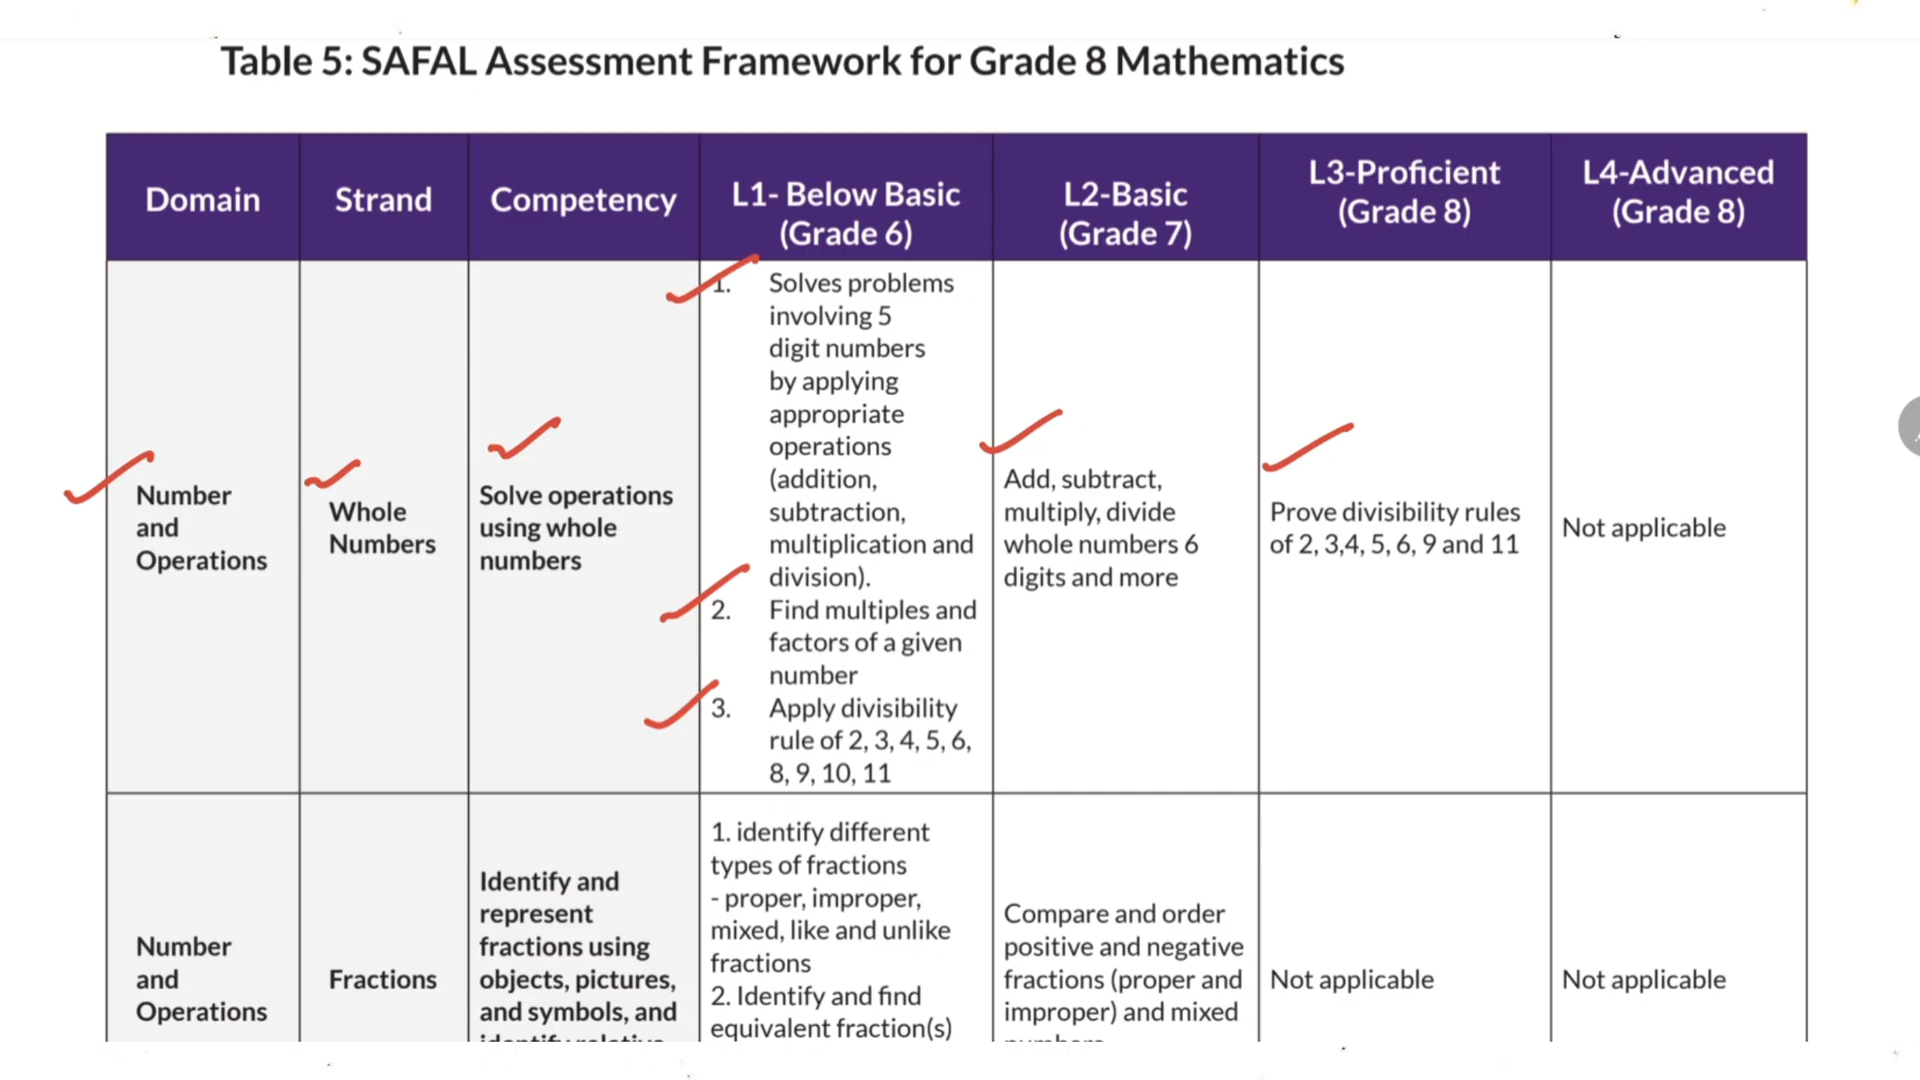 Table 5: SAFAL Assessment Framework for Grade 8 Mathematics
Domain
Strand
Competency
L1- Below Basic
(Grade 6)
L2-Basic
(Grade 7)
L3-Proficient
(Grade 8)
L4-Advanced
(Grade 8)
Number
and
Operations
Whole
Numbers
Solve operations
using whole
numbers
1. Solves problems
involving 5
digit numbers
by applying
appropriate
operations
(addition,
subtraction,
multiplication and
division).
2. Find multiples and
factors of a given
number
3. Apply divisibility
rule of 2, 3, 4, 5, 6,
8, 9, 10, 11
Add, subtract,
multiply, divide
whole numbers 6
digits and more
Prove divisibility rules
of 2, 3,4, 5, 6, 9 and 11
Not applicable
Number
and
Operations
Fractions
Identify and
represent
fractions using
objects, pictures,
and symbols, and
identify relative
1. identify different
types of fractions
- proper, improper,
mixed, like and unlike
fractions
2. Identify and find
equivalent fraction(s)
Compare and order
positive and negative
fractions (proper and
improper) and mixed
numbers
Not applicable
Not applicable